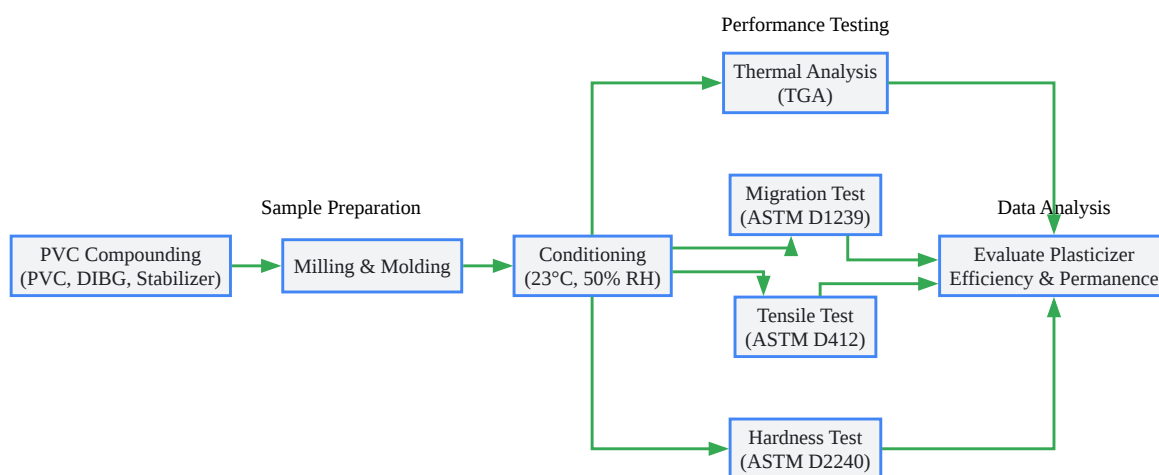 Performance Testing
Thermal Analysis
(TGA)
Migration Test
(ASTM D1239)
Sample Preparation
Data Analysis
PVC Compounding
(PVC, DIBG, Stabilizer)
Milling & Molding
Conditioning
(23°C, 50% RH)
Evaluate Plasticizer
Efficiency & Permanence
Tensile Test
(ASTM D412)
Hardness Test
(ASTM D2240)